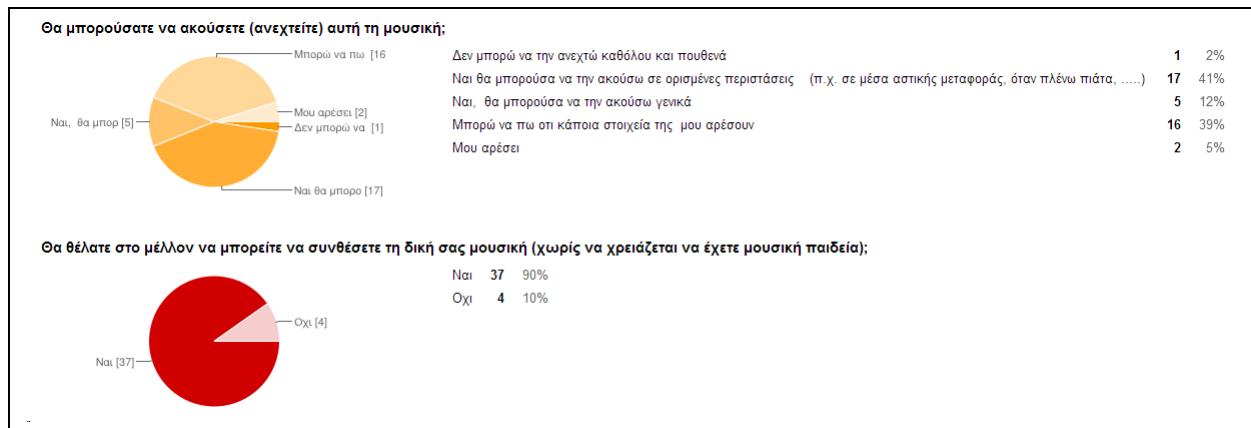 Θα μπορούσατε να ακούσετε (ανεχτείτε) αυτή τη μουσική;
Μπορώ να πω [16
Μου αρέσει [2]
Δεν μπορώ να [1]
Ναι, θα μπορ [5]
Ναι θα μπορο [17]
Δεν μπορώ να την ανεχτώ καθόλου και πουθενά 1 2%
Ναι θα μπορούσα να την ακούσω σε ορισμένες περιστάσεις (π.χ. σε μέσα αστικής μεταφοράς, όταν πλένω πιάτα, .....) 17 41%
Ναι, θα μπορούσα να την ακούσω γενικά 5 12%
Μπορώ να πω οτι κάποια στοιχεία της μου αρέσουν 16 39%
Μου αρέσει 2 5%
Θα θέλατε στο μέλλον να μπορείτε να συνθέσετε τη δική σας μουσική (χωρίς να χρειάζεται να έχετε μουσική παιδεία);
Οχι [4]
Ναι [37]
Ναι 37 90%
Οχι 4 10%